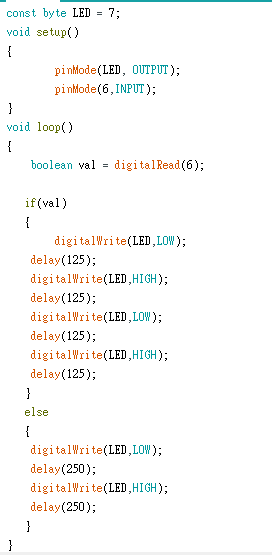 const byte LED = 7;
void setup()
{
pinMode(LED, OUTPUT);
pinMode(6,INPUT);
}
void loop()
{
boolean val = digitalRead(6);
if(val)
{
digitalWrite(LED,LOW);
delay(125);
digitalWrite(LED,HIGH);
delay(125);
digitalWrite(LED,LOW);
delay(125);
digitalWrite(LED,HIGH);
delay(125);
}
else
{
digitalWrite(LED,LOW);
delay(250);
digitalWrite(LED,HIGH);
delay(250);
}
}